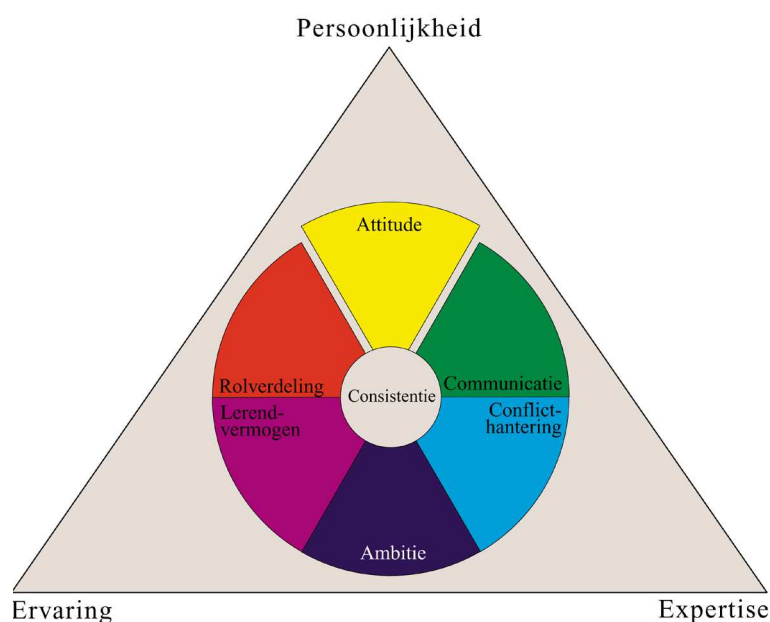 Persoonlijkheid
Attitude
Rolverdeling
Communicatie
Consistentie
Lerend-
vermogen
Conflict-
hantering
Ambitie
Ervaring
Expertise